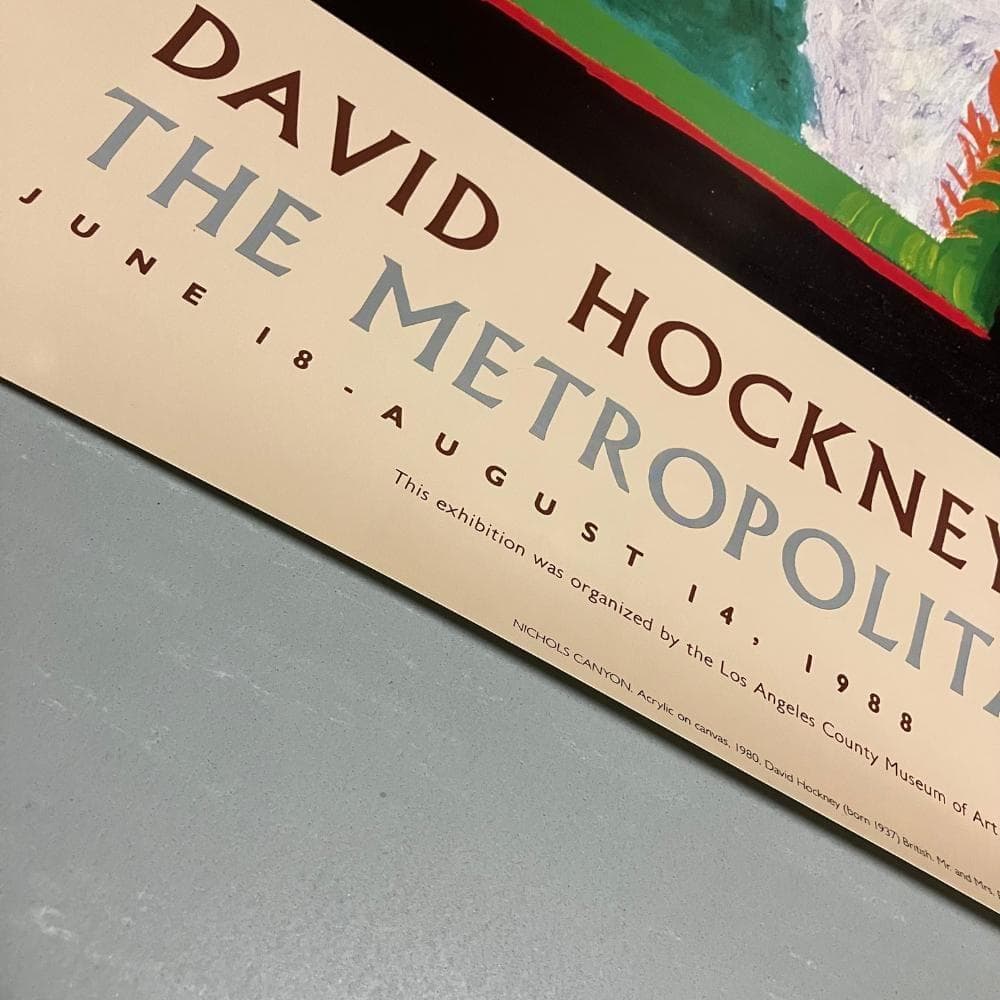 DAVID HOCKNEY
THE METROPOLITA
JUNE 18 - AUGUST 14, 1988
This exhibition was organized by the Los Angeles County Museum of Art
NICHOLS CANYON. Acrylic on canvas, 1980. David Hockney (born 1937) British. Mr. and Mrs.